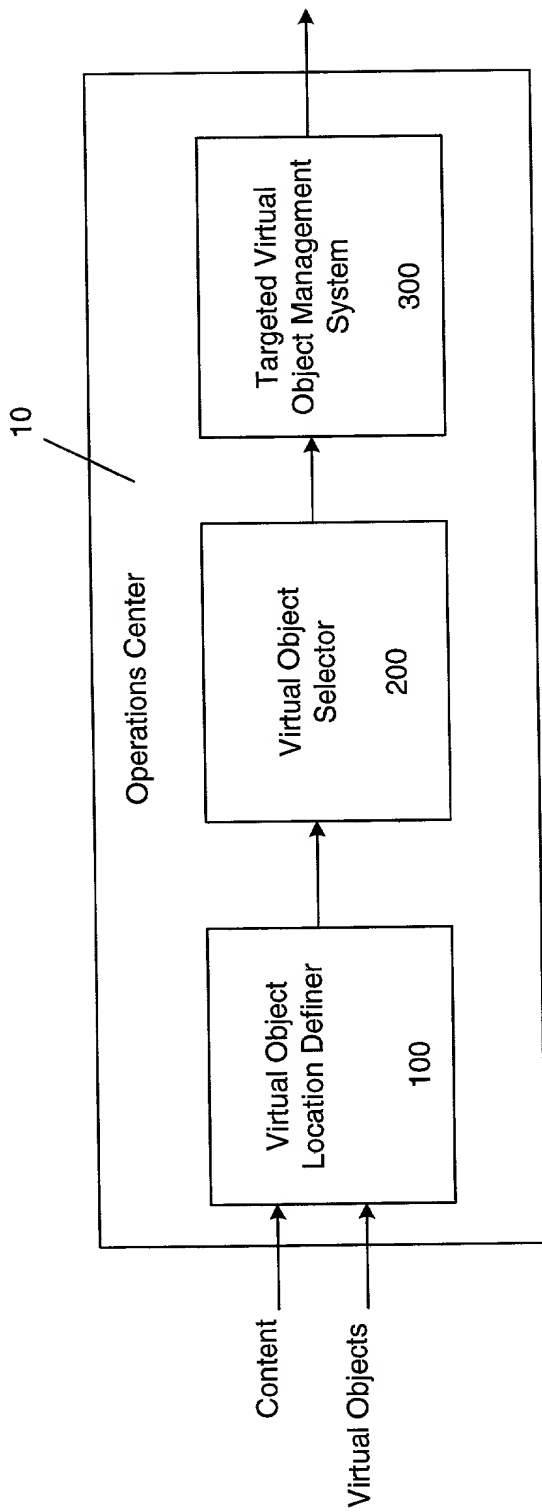 10
Operations Center
Content
Virtual Objects
Virtual Object
Location Definer
100
Virtual Object
Selector
200
Targeted Virtual
Object Management
System
300